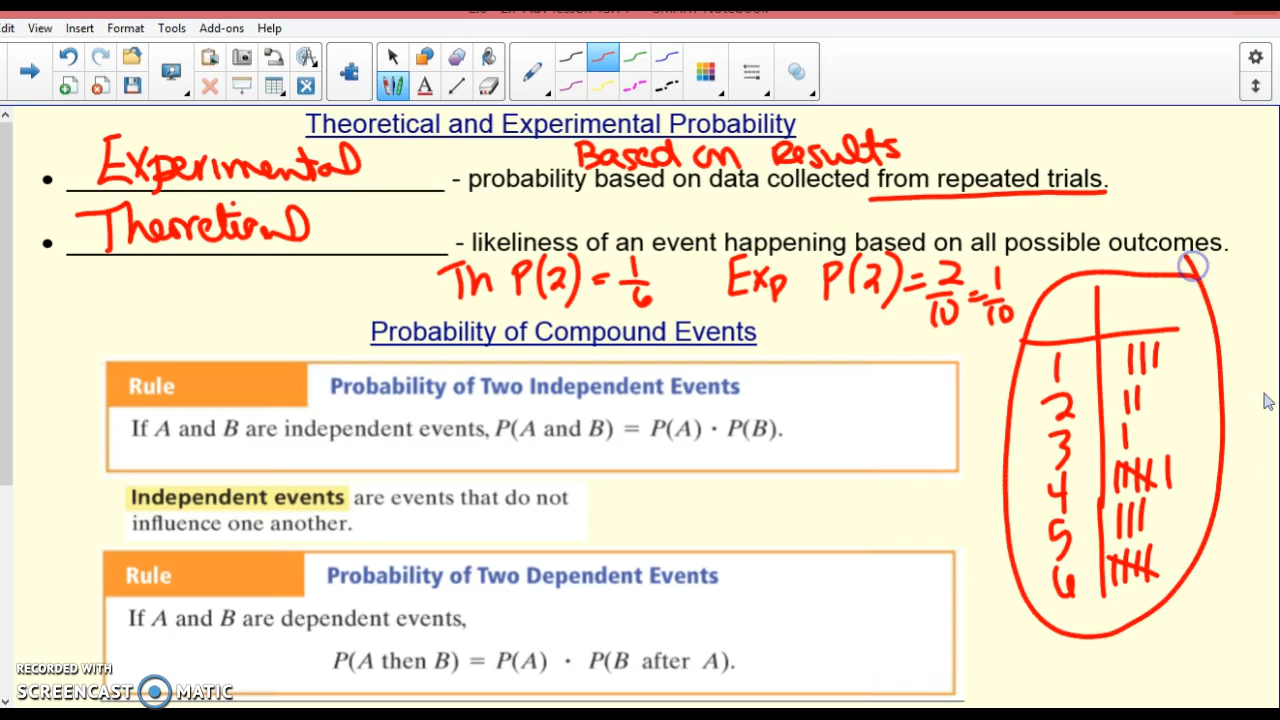 Edit View Insert Format Tools Add-ons Help
Theoretical and Experimental Probability
Based on Results
• Experimental - probability based on data collected from repeated trials.
• Theoretical - likeliness of an event happening based on all possible outcomes.
Th P(2) = 1/6 Exp P(2) = 2/10 = 1/10
Probability of Compound Events
Rule Probability of Two Independent Events
If A and B are independent events, P(A and B) = P(A) · P(B).
Independent events are events that do not
influence one another.
Rule Probability of Two Dependent Events
If A and B are dependent events,
P(A then B) = P(A) · P(B after A).
1 |||
2 ||
3 |
4 |||| |
5 |||
6 ||||
RECORDED WITH
SCREENCAST MATIC